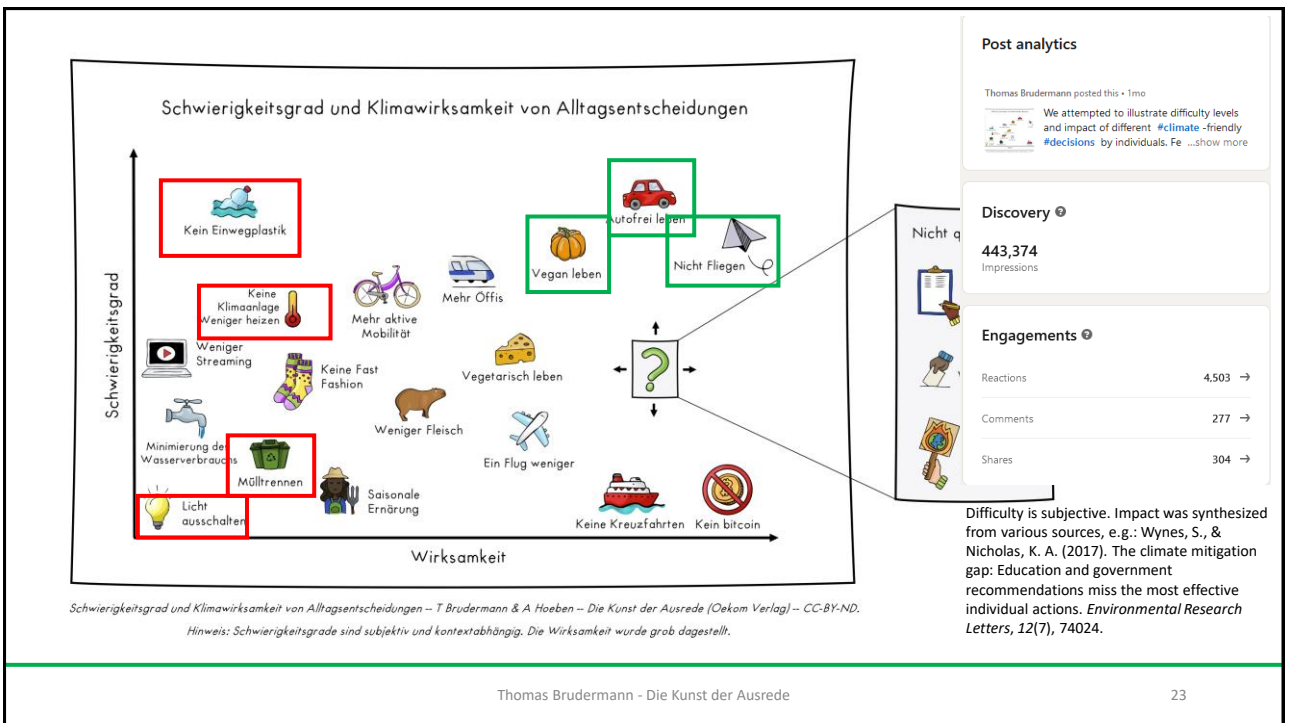 Schwierigkeitsgrad und Klimawirksamkeit von Alltagsentscheidungen
Schwierigkeitsgrad
Kein Einwegplastik
Autofrei leben
Vegan leben
Nicht Fliegen
Keine
Klimaanlage
Weniger heizen
Mehr aktive
Mobilität
Mehr Öffis
Weniger
Streaming
Keine Fast
Fashion
Vegetarisch leben
?
Weniger Fleisch
Minimierung des
Wasserverbrauchs
Mülltrennen
Ein Flug weniger
Licht
ausschalten
Saisonale
Ernärung
Keine Kreuzfahrten
Kein bitcoin
Wirksamkeit
Nicht
Schwierigkeitsgrad und Klimawirksamkeit von Alltagsentscheidungen – T Brudermann & A Hoeben – Die Kunst der Ausrede (Oekom Verlag) – CC-BY-ND.
Hinweis: Schwierigkeitsgrade sind subjektiv und kontextabhängig. Die Wirksamkeit wurde grob dagestellt.
Post analytics
Thomas Brudermann posted this • 1mo
We attempted to illustrate difficulty levels
and impact of different #climate -friendly
#decisions by individuals. Fe ...show more
Discovery
443,374
Impressions
Engagements
Reactions 4,503 →
Comments 277 →
Shares 304 →
Difficulty is subjective. Impact was synthesized
from various sources, e.g.: Wynes, S., &
Nicholas, K. A. (2017). The climate mitigation
gap: Education and government
recommendations miss the most effective
individual actions. Environmental Research
Letters, 12(7), 74024.
Thomas Brudermann - Die Kunst der Ausrede
23